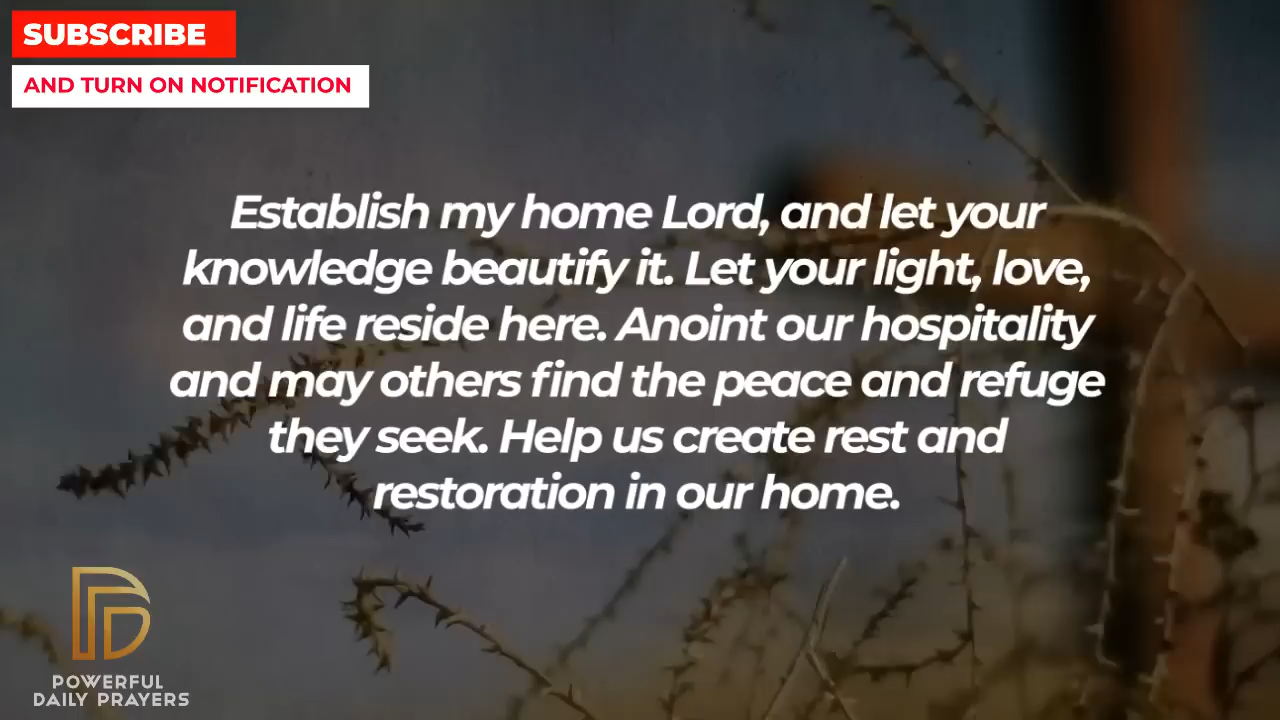 SUBSCRIBE
AND TURN ON NOTIFICATION
Establish my home Lord, and let your
knowledge beautify it. Let your light, love,
and life reside here. Anoint our hospitality
and may others find the peace and refuge
they seek. Help us create rest and
restoration in our home.
POWERFUL
DAILY PRAYERS